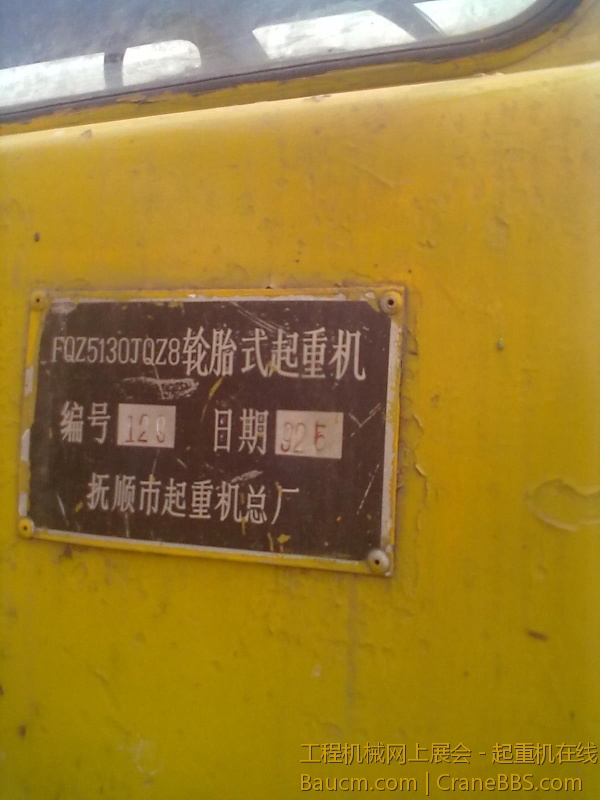 FQZ5130JQZ8轮胎式起重机
编号 129 日期 92 5
抚顺市起重机总厂
工程机械网上展会 - 起重机在线
Baucm.com | CraneBBS.com